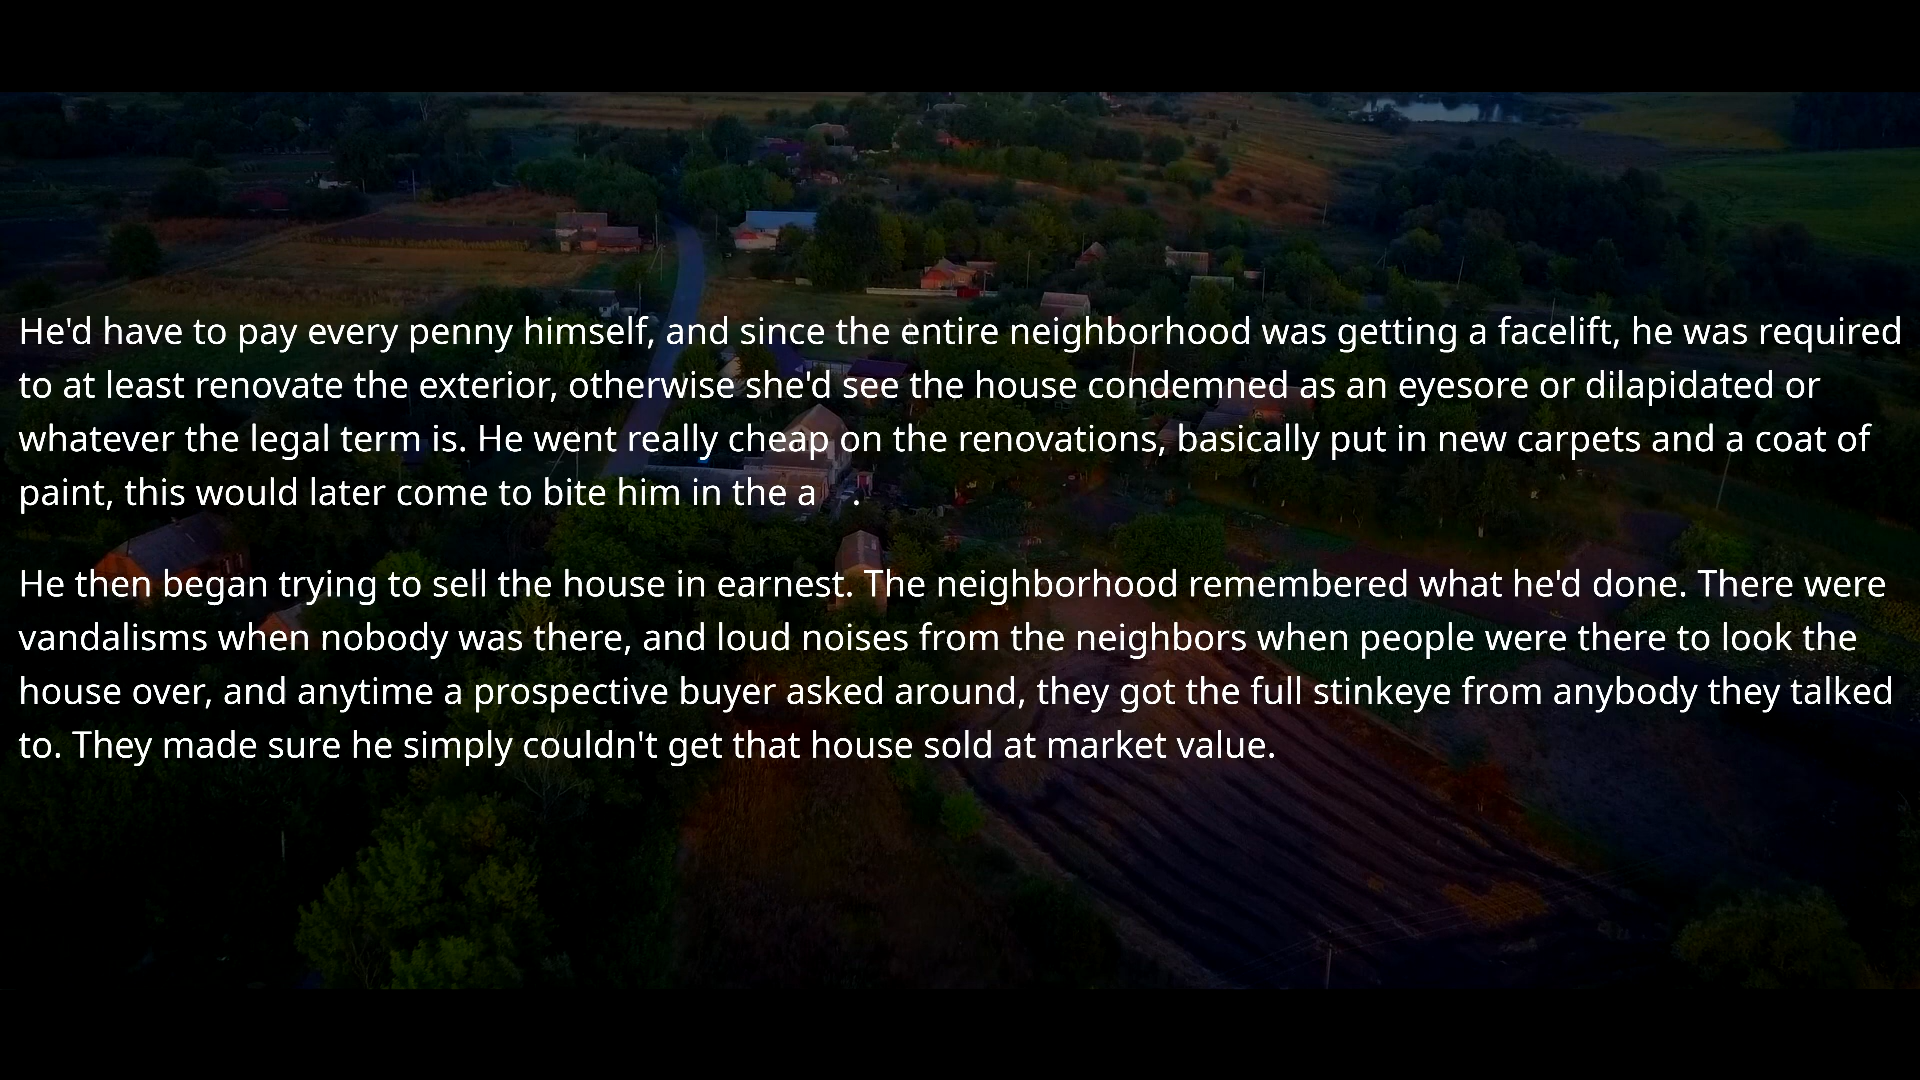 He'd have to pay every penny himself, and since the entire neighborhood was getting a facelift, he was required
to at least renovate the exterior, otherwise she'd see the house condemned as an eyesore or dilapidated or
whatever the legal term is. He went really cheap on the renovations, basically put in new carpets and a coat of
paint, this would later come to bite him in the a   .
He then began trying to sell the house in earnest. The neighborhood remembered what he'd done. There were
vandalisms when nobody was there, and loud noises from the neighbors when people were there to look the
house over, and anytime a prospective buyer asked around, they got the full stinkeye from anybody they talked
to. They made sure he simply couldn't get that house sold at market value.